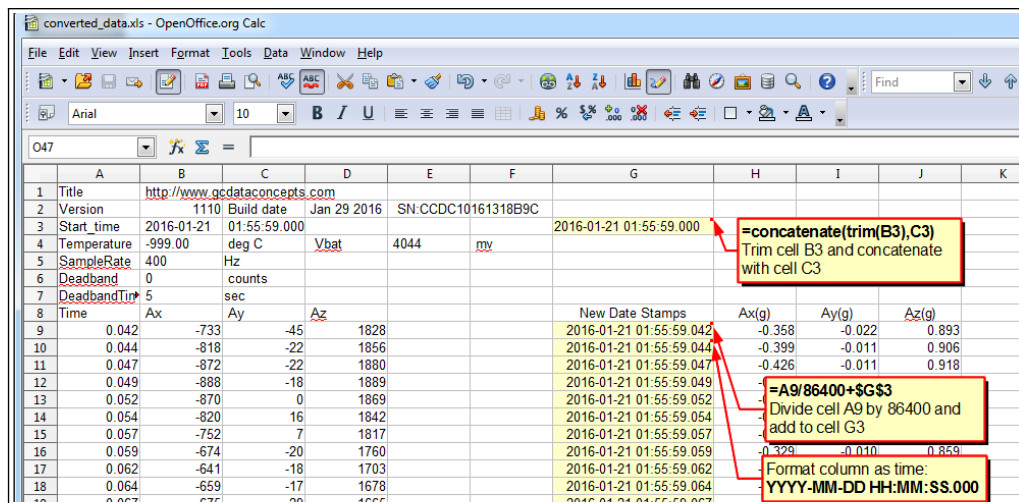 converted_data.xls - OpenOffice.org Calc
File Edit View Insert Format Tools Data Window Help
ABC ABC Find
Arial 10 B I U % $% .000 .000 A
O47 fx Σ =
A B C D E F G H I J K
1 Title http://www.gcdataconcepts.com
2 Version 1110 Build date Jan 29 2016 SN:CCDC10161318B9C
3 Start_time 2016-01-21 01:55:59.000 2016-01-21 01:55:59.000
4 Temperature -999.00 deg C Vbat 4044 mv
5 SampleRate 400 Hz
6 Deadband 0 counts
7 DeadbandTim 5 sec
8 Time Ax Ay Az New Date Stamps Ax(g) Ay(g) Az(g)
9 0.042 -733 -45 1828 2016-01-21 01:55:59.042 -0.358 -0.022 0.893
10 0.044 -818 -22 1856 2016-01-21 01:55:59.044 -0.399 -0.011 0.906
11 0.047 -872 -22 1880 2016-01-21 01:55:59.047 -0.426 -0.011 0.918
12 0.049 -888 -18 1889 2016-01-21 01:55:59.049
13 0.052 -870 0 1869 2016-01-21 01:55:59.052
14 0.054 -820 16 1842 2016-01-21 01:55:59.054
15 0.057 -752 7 1817 2016-01-21 01:55:59.057
16 0.059 -674 -20 1760 2016-01-21 01:55:59.059 -0.329 -0.010 0.859
17 0.062 -641 -18 1703 2016-01-21 01:55:59.062
18 0.064 -659 -17 1678 2016-01-21 01:55:59.064
=concatenate(trim(B3),C3)
Trim cell B3 and concatenate
with cell C3
=A9/86400+$G$3
Divide cell A9 by 86400 and
add to cell G3
Format column as time:
YYYY-MM-DD HH:MM:SS.000